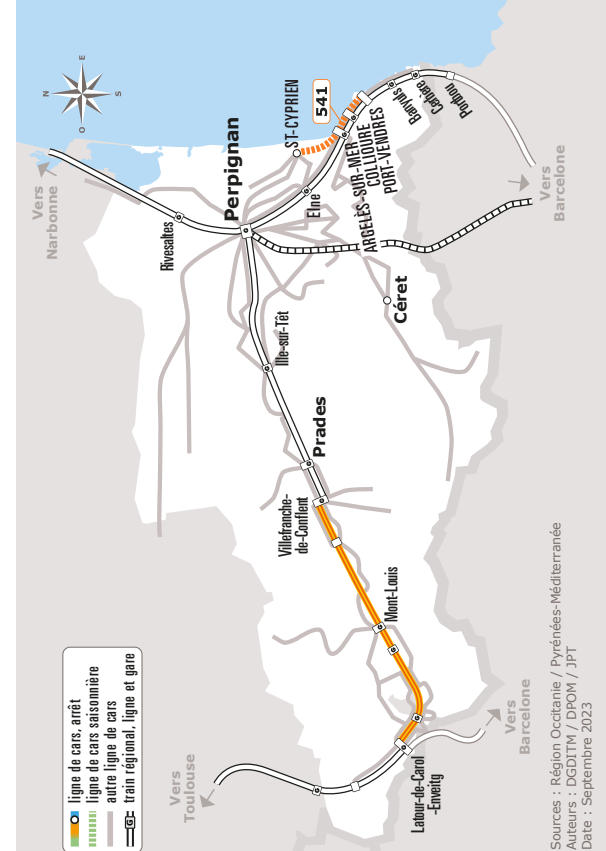 N
E
S
O
Vers
Narbonne
Rivesaltes
Perpignan
ST-CYPRIEN
541
Elne
ARGELÈS-SUR-MER
COLLIOURE
PORT-VENDRES
Banyuls
Cerbère
Portbou
Vers
Barcelone
Ille-sur-Têt
Céret
Prades
Villefranche-
de-Conflent
Mont-Louis
Latour-de-Carol
-Enveitg
Vers
Toulouse
Vers
Barcelone
ligne de cars, arrêt
ligne de cars saisonnière
autre ligne de cars
G train régional, ligne et gare
Sources : Région Occitanie / Pyrénées-Méditerranée
Auteurs : DGDITM / DPOM / JPT
Date : Septembre 2023